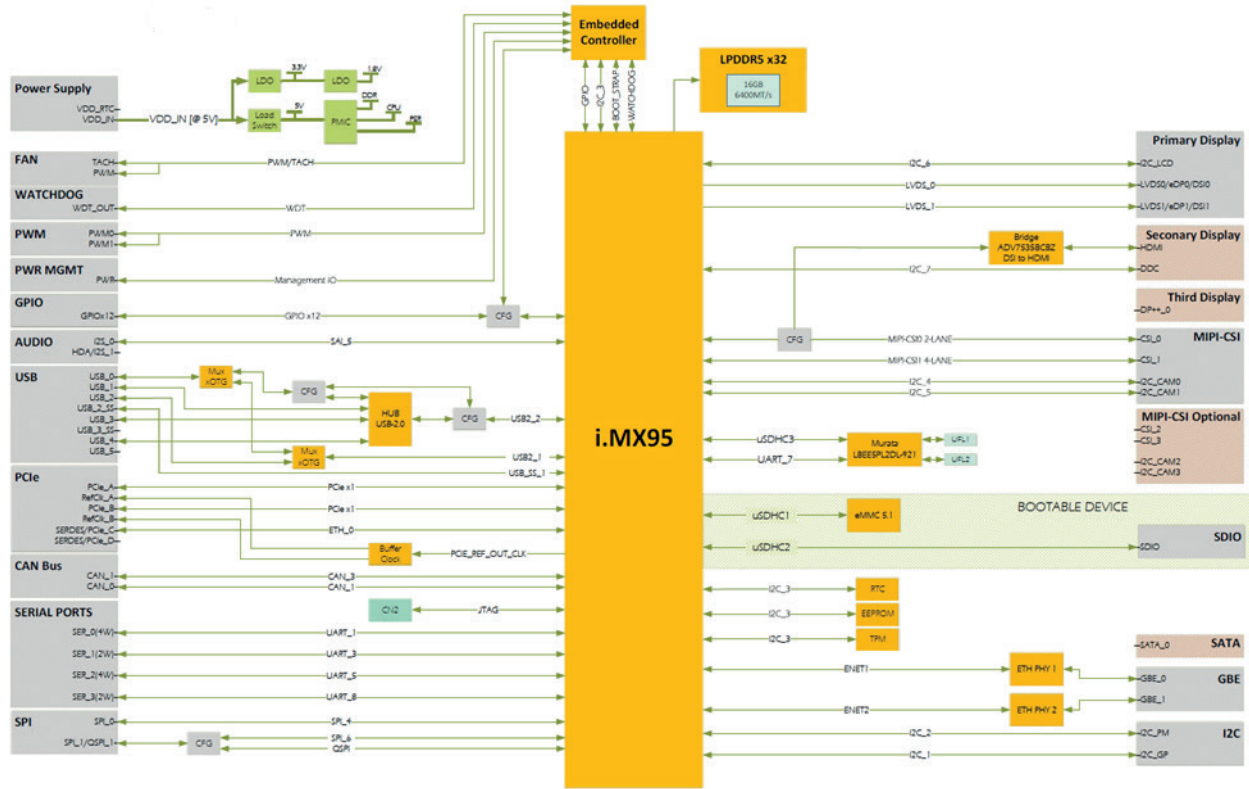 Embedded
Controller
LPDDR5 x32
16GB
6400MT/s
GPIO
I2C_3
BOOT_STRAP
WATCHDOG
Power Supply
VDD_RTC
VDD_IN
VDD_IN [@ 5V]
LDO
3.3V
LDO
1.8V
Load
Switch
5V
PMIC
DDR
CPU
PER
FAN
TACH
PWM
PWM/TACH
WATCHDOG
WDT_OUT
WDT
PWM
PWM0
PWM1
PWM
PWR MGMT
PWR
Management IO
GPIO
GPIOx12
GPIO x12
CFG
AUDIO
I2S_0
HDA/I2S_1
SAI_5
USB
USB_0
USB_1
USB_2
USB_2_SS
USB_3
USB_3_SS
USB_4
USB_5
Mux
xOTG
CFG
HUB
USB-2.0
CFG
USB2_2
Mux
xOTG
USB2_1
USB_SS_1
PCIe
PCIe_A
RefClk_A
PCIe_B
RefClk_B
SERDES/PCIe_C
SERDES/PCIe_D
PCIe x1
PCIe x1
ETH_0
Buffer
Clock
PCIE_REF_OUT_CLK
CAN Bus
CAN_1
CAN_0
CAN_3
CAN_1
CN2
JTAG
SERIAL PORTS
SER_0(4W)
SER_1(2W)
SER_2(4W)
SER_3(2W)
UART_1
UART_3
UART_5
UART_8
SPI
SPI_0
SPI_1/QSPI_1
CFG
SPI_4
SPI_6
QSPI
i.MX95
Primary Display
I2C_LCD
LVDS0/eDP0/DSI0
LVDS1/eDP1/DSI1
I2C_6
LVDS_0
LVDS_1
Seconary Display
HDMI
DDC
Bridge
ADV7535BCBZ
DSI to HDMI
I2C_7
Third Display
DP++_0
CFG
MIPI-CSI0 2-LANE
MIPI-CSI1 4-LANE
I2C_4
I2C_5
MIPI-CSI
CSI_0
CSI_1
I2C_CAM0
I2C_CAM1
MIPI-CSI Optional
CSI_2
CSI_3
I2C_CAM2
I2C_CAM3
uSDHC3
UART_7
Murata
LBEE5PL2DL-921
UFL1
UFL2
BOOTABLE DEVICE
uSDHC1
eMMC 5.1
uSDHC2
SDIO
SDIO
I2C_3
RTC
I2C_3
EEPROM
I2C_3
TPM
SATA
SATA_0
ENET1
ETH PHY 1
ENET2
ETH PHY 2
GBE
GBE_0
GBE_1
I2C_2
I2C_1
I2C
I2C_PM
I2C_GP